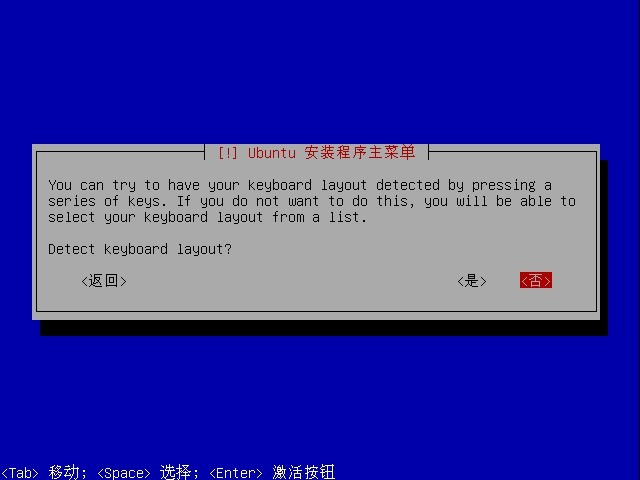 [!] Ubuntu 安装程序主菜单
You can try to have your keyboard layout detected by pressing a
series of keys. If you do not want to do this, you will be able to
select your keyboard layout from a list.
Detect keyboard layout?
<返回> <是> <否>
<Tab> 移动; <Space> 选择; <Enter> 激活按钮